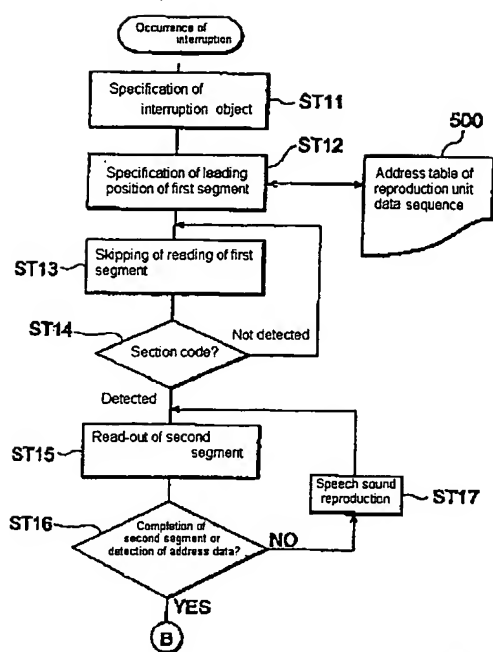 Occurrence of
interruption
Specification of
interruption object
ST11
500
ST12
Specification of leading
position of first segment
Address table of
reproduction unit
data sequence
Skipping of reading of first
segment
ST13
ST14
Section code?
Not detected
Detected
Read-out of second
segment
ST15
Speech sound
reproduction
ST17
ST16
Completion of
second segment or
detection of address data?
NO
YES
B